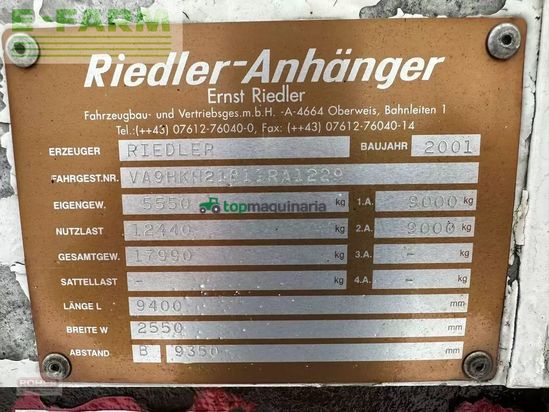 E-FARM
Riedler-Anhänger
Ernst Riedler
Fahrzeugbau- und Vertriebsges.m.b.H. -A-4664 Oberweis, Bahnleiten 1
Tel.:(++43) 07612-76040-0, Fax: (++43) 07612-76040-14
ERZEUGER RIEDLER BAUJAHR 2001
FAHRGEST.NR.
EIGENGEW. 5550 kg 1.A. 9000 kg
topmaquinaria
NUTZLAST 12440 kg 2.A. 9000 kg
GESAMTGEW. 17990 kg 3.A. - kg
SATTELLAST - kg 4.A. - kg
LÄNGE L 9400 mm
BREITE W 2550 mm
ABSTAND B 9350 mm